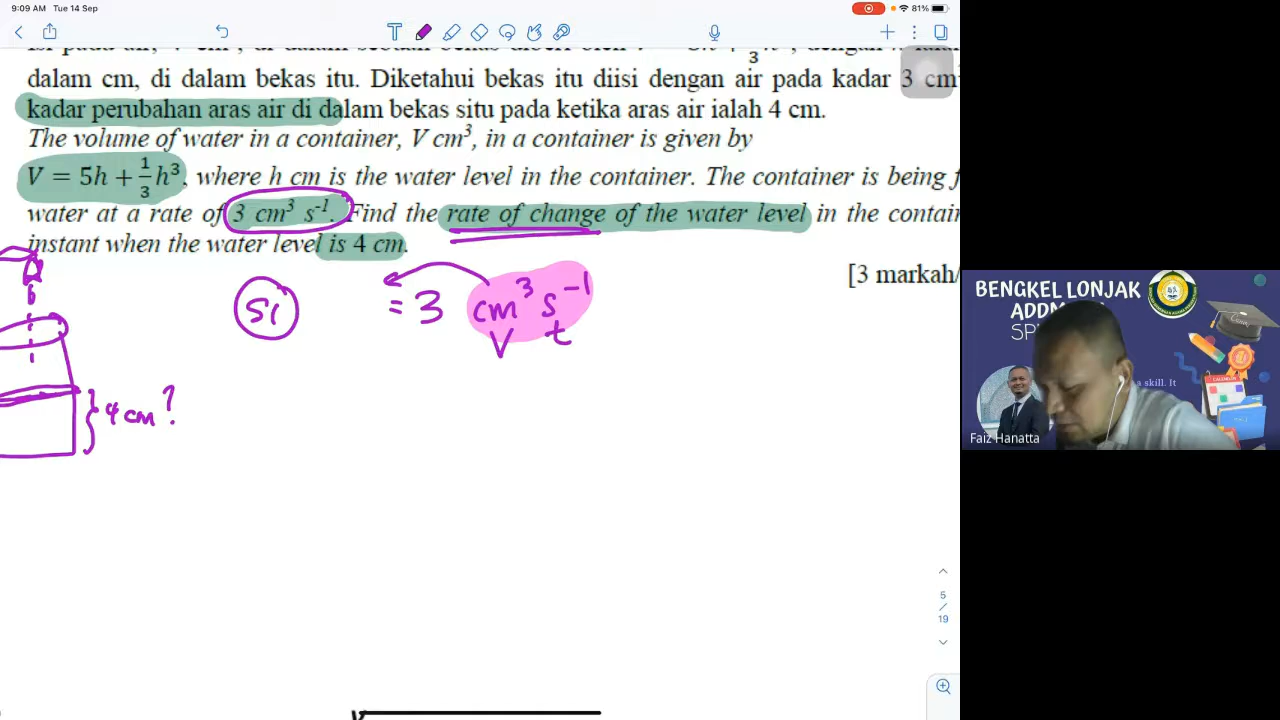 9:09 AM Tue 14 Sep
81%
T
dalam cm, di dalam bekas itu. Diketahui bekas itu diisi dengan air pada kadar 3 cm
kadar perubahan aras air di dalam bekas situ pada ketika aras air ialah 4 cm.
The volume of water in a container, V cm³, in a container is given by
V = 5h + 1/3 h³, where h cm is the water level in the container. The container is being
water at a rate of 3 cm³ s⁻¹. Find the rate of change of the water level in the
instant when the water level is 4 cm.
[3 markah/
S1 = 3 cm³ s⁻¹
V t
4 cm ?
BENGKEL LONJAK
a skill. It
CALENDAR
Faiz Hanatta
5
/
19